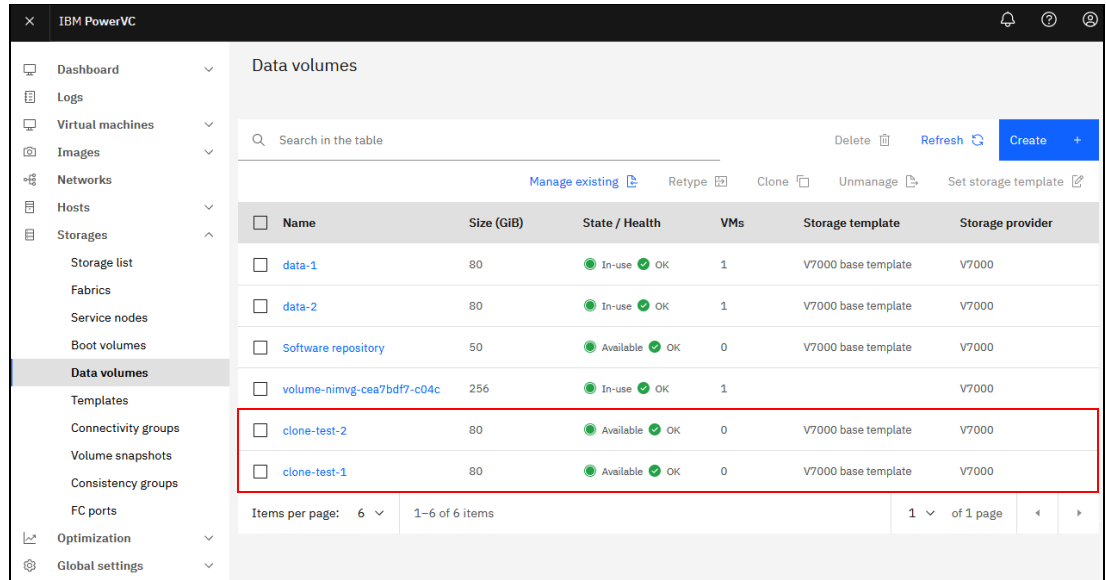 IBM PowerVC
Dashboard
Logs
Virtual machines
Images
Networks
Hosts
Storages
Storage list
Fabrics
Service nodes
Boot volumes
Data volumes
Templates
Connectivity groups
Volume snapshots
Consistency groups
FC ports
Optimization
Global settings
Data volumes
Search in the table
Delete Refresh Create +
Manage existing Retype Clone Unmanage Set storage template
Name Size (GiB) State / Health VMs Storage template Storage provider
data-1 80 In-use OK 1 V7000 base template V7000
data-2 80 In-use OK 1 V7000 base template V7000
Software repository 50 Available OK 0 V7000 base template V7000
volume-nimvg-cea7bdf7-c04c 256 In-use OK 1 V7000
clone-test-2 80 Available OK 0 V7000 base template V7000
clone-test-1 80 Available OK 0 V7000 base template V7000
Items per page: 6 1–6 of 6 items 1 of 1 page